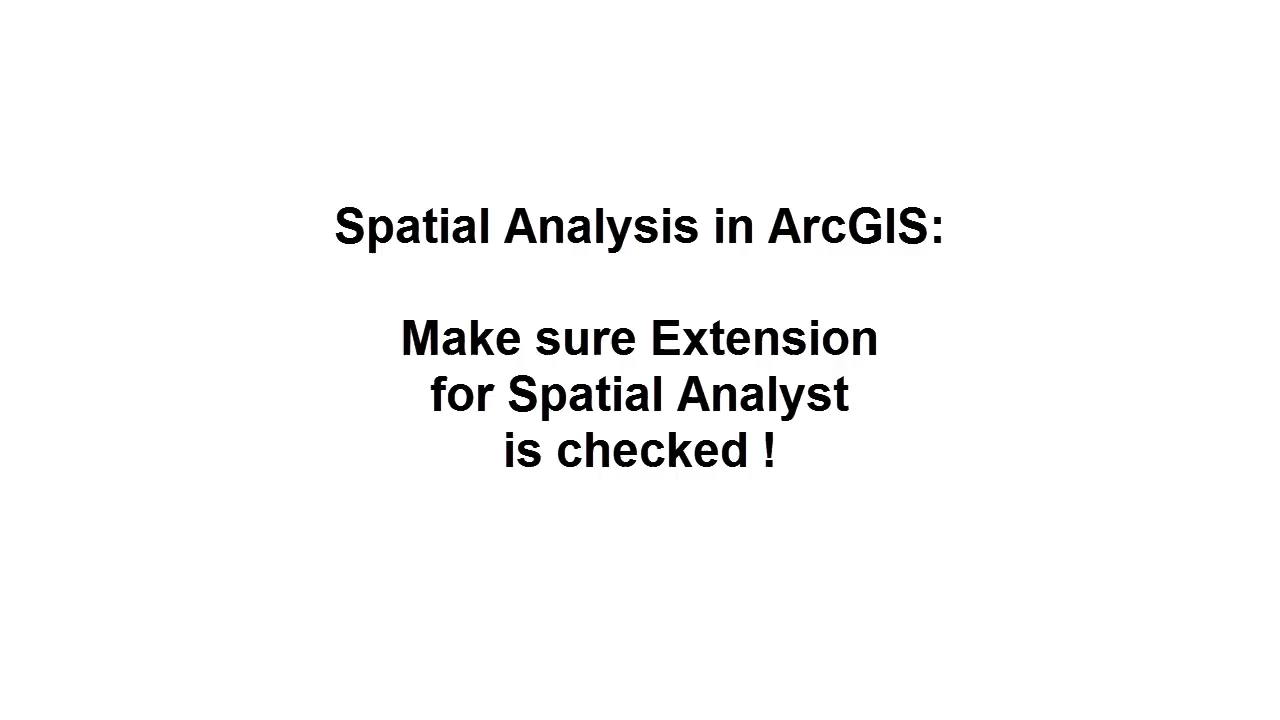 Spatial Analysis in ArcGIS:
Make sure Extension
for Spatial Analyst
is checked !